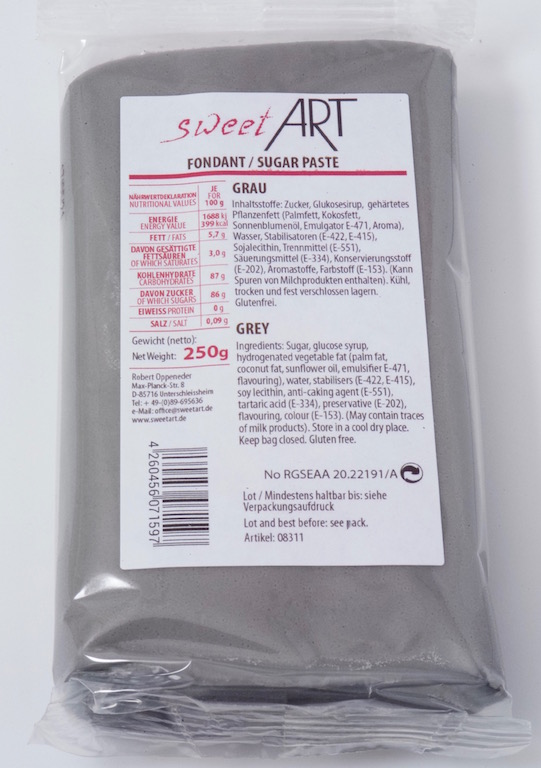 sweet ART
FONDANT / SUGAR PASTE
NÄHRWERTDEKLARATION
NUTRITIONAL VALUES
JE
FOR
100 g
ENERGIE
ENERGY VALUE
1688 kj
399 kcal
FETT / FATS
5,7 g
DAVON GESÄTTIGTE
FETTSÄUREN
OF WHICH SATURATES
3,0 g
KOHLENHYDRATE
CARBOHYDRATES
87 g
DAVON ZUCKER
OF WHICH SUGARS
86 g
EIWEISS PROTEIN
0 g
SALZ / SALT
0,09 g
Gewicht (netto):
Net Weight: 250g
Robert Oppeneder
Max-Planck-Str. 8
D-85716 Unterschleissheim
Tel: + 49-(0)89-695636
e-Mail: office@sweetart.de
www.sweetart.de
4 260456 071597
GRAU
Inhaltsstoffe: Zucker, Glukosesirup, gehärtetes
Pflanzenfett (Palmfett, Kokosfett,
Sonnenblumenöl, Emulgator E-471, Aroma),
Wasser, Stabilisatoren (E-422, E-415),
Sojalecithin, Trennmittel (E-551),
Säuerungsmittel (E-334), Konservierungsstoff
(E-202), Aromastoffe, Farbstoff (E-153). (Kann
Spuren von Milchprodukten enthalten). Kühl,
trocken und fest verschlossen lagern.
Glutenfrei.
GREY
Ingredients: Sugar, glucose syrup,
hydrogenated vegetable fat (palm fat,
coconut fat, sunflower oil, emulsifier E-471,
flavouring), water, stabilisers (E-422, E-415),
soy lecithin, anti-caking agent (E-551),
tartaric acid (E-334), preservative (E-202),
flavouring, colour (E-153). (May contain traces
of milk products). Store in a cool dry place.
Keep bag closed. Gluten free.
No RGSEAA 20.22191/A
Lot / Mindestens haltbar bis: siehe
Verpackungsaufdruck
Lot and best before: see pack.
Artikel: 08311